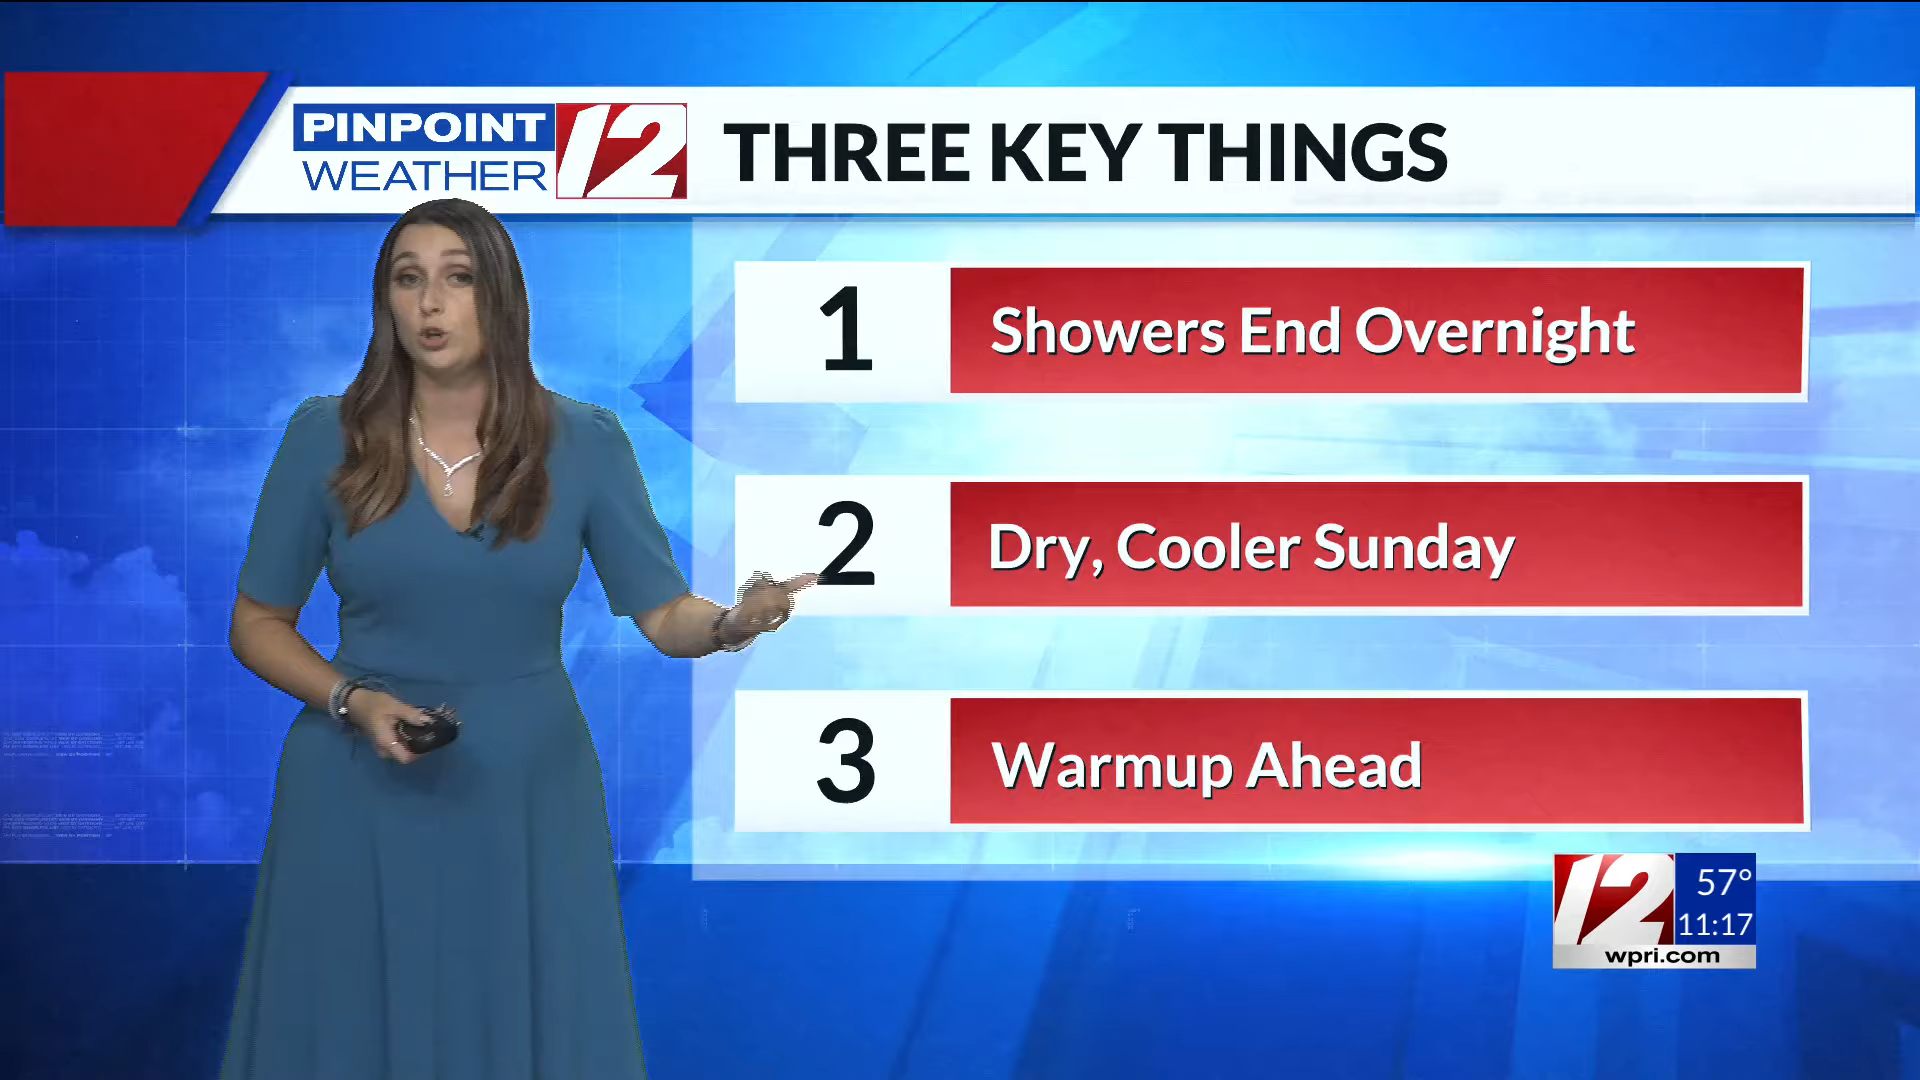 PINPOINT
WEATHER
12
THREE KEY THINGS
1
Showers End Overnight
2
Dry, Cooler Sunday
3
Warmup Ahead
12
57°
11:17
wpri.com